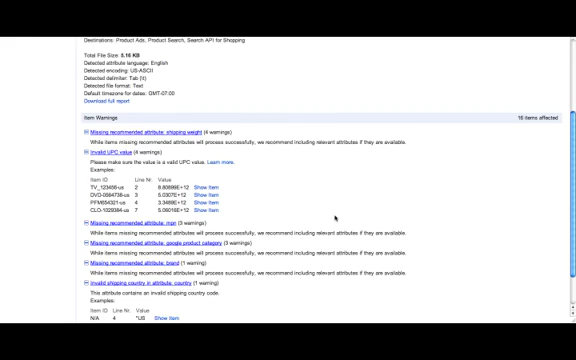 Destinations: Product Ads, Product Search, Search API for Shopping
Total File Size: 5.16 KB
Detected attribute language: English
Detected encoding: US-ASCII
Detected delimiter: Tab (\t)
Detected file format: Text
Default timezone for dates: GMT-07:00
Download full report
Item Warnings 16 items affected
Missing recommended attribute: shipping weight (4 warnings)
While items missing recommended attributes will process successfully, we recommend including relevant attributes if they are available.
Invalid UPC value (4 warnings)
Please make sure the value is a valid UPC value. Learn more.
Examples:
Item ID Line Nr. Value
TV_123456-us 2 Show item
DVD-0564738-us 3 5.0307E+12 Show item
PFM654321-us 4 3.3489E+12 Show item
CLO-1029384-us 7 5.06016E+12 Show item
Missing recommended attribute: mpn (3 warnings)
While items missing recommended attributes will process successfully, we recommend including relevant attributes if they are available.
Missing recommended attribute: google product category (3 warnings)
While items missing recommended attributes will process successfully, we recommend including relevant attributes if they are available.
Missing recommended attribute: brand (1 warning)
While items missing recommended attributes will process successfully, we recommend including relevant attributes if they are available.
Invalid shipping country in attribute: country (1 warning)
This attribute contains an invalid shipping country code.
Examples:
Item ID Line Nr. Value
N/A 4 "US Show item